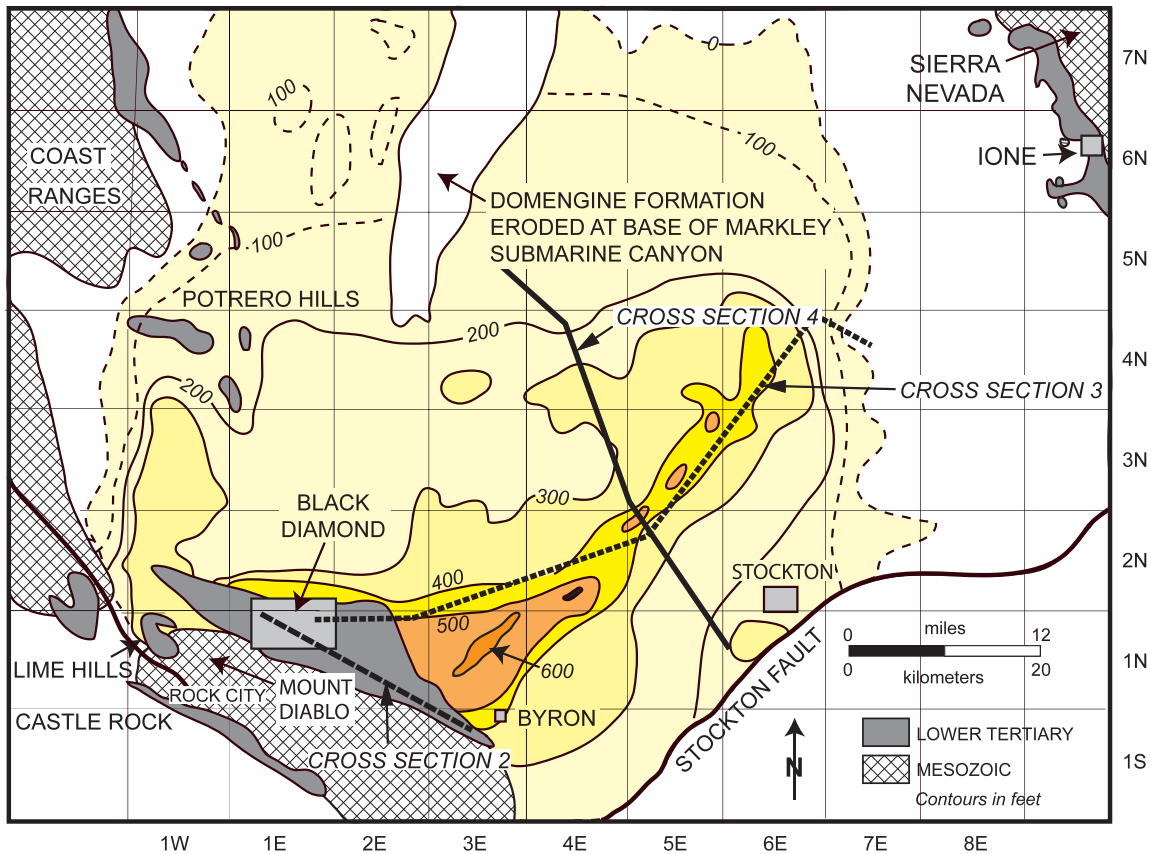 0
7N
SIERRA
NEVADA
100
COAST
RANGES
100
IONE
6N
DOMENGINE FORMATION
ERODED AT BASE OF MARKLEY
SUBMARINE CANYON
100
5N
POTRERO HILLS
CROSS SECTION 4
200
4N
200
CROSS SECTION 3
3N
BLACK
DIAMOND
300
2N
400
STOCKTON
500
0 miles 12
0 20
kilometers
LIME HILLS
600
1N
ROCK CITY
MOUNT
DIABLO
CASTLE ROCK
BYRON
STOCKTON FAULT
CROSS SECTION 2
N
LOWER TERTIARY
MESOZOIC
Contours in feet
1S
1W 1E 2E 3E 4E 5E 6E 7E 8E